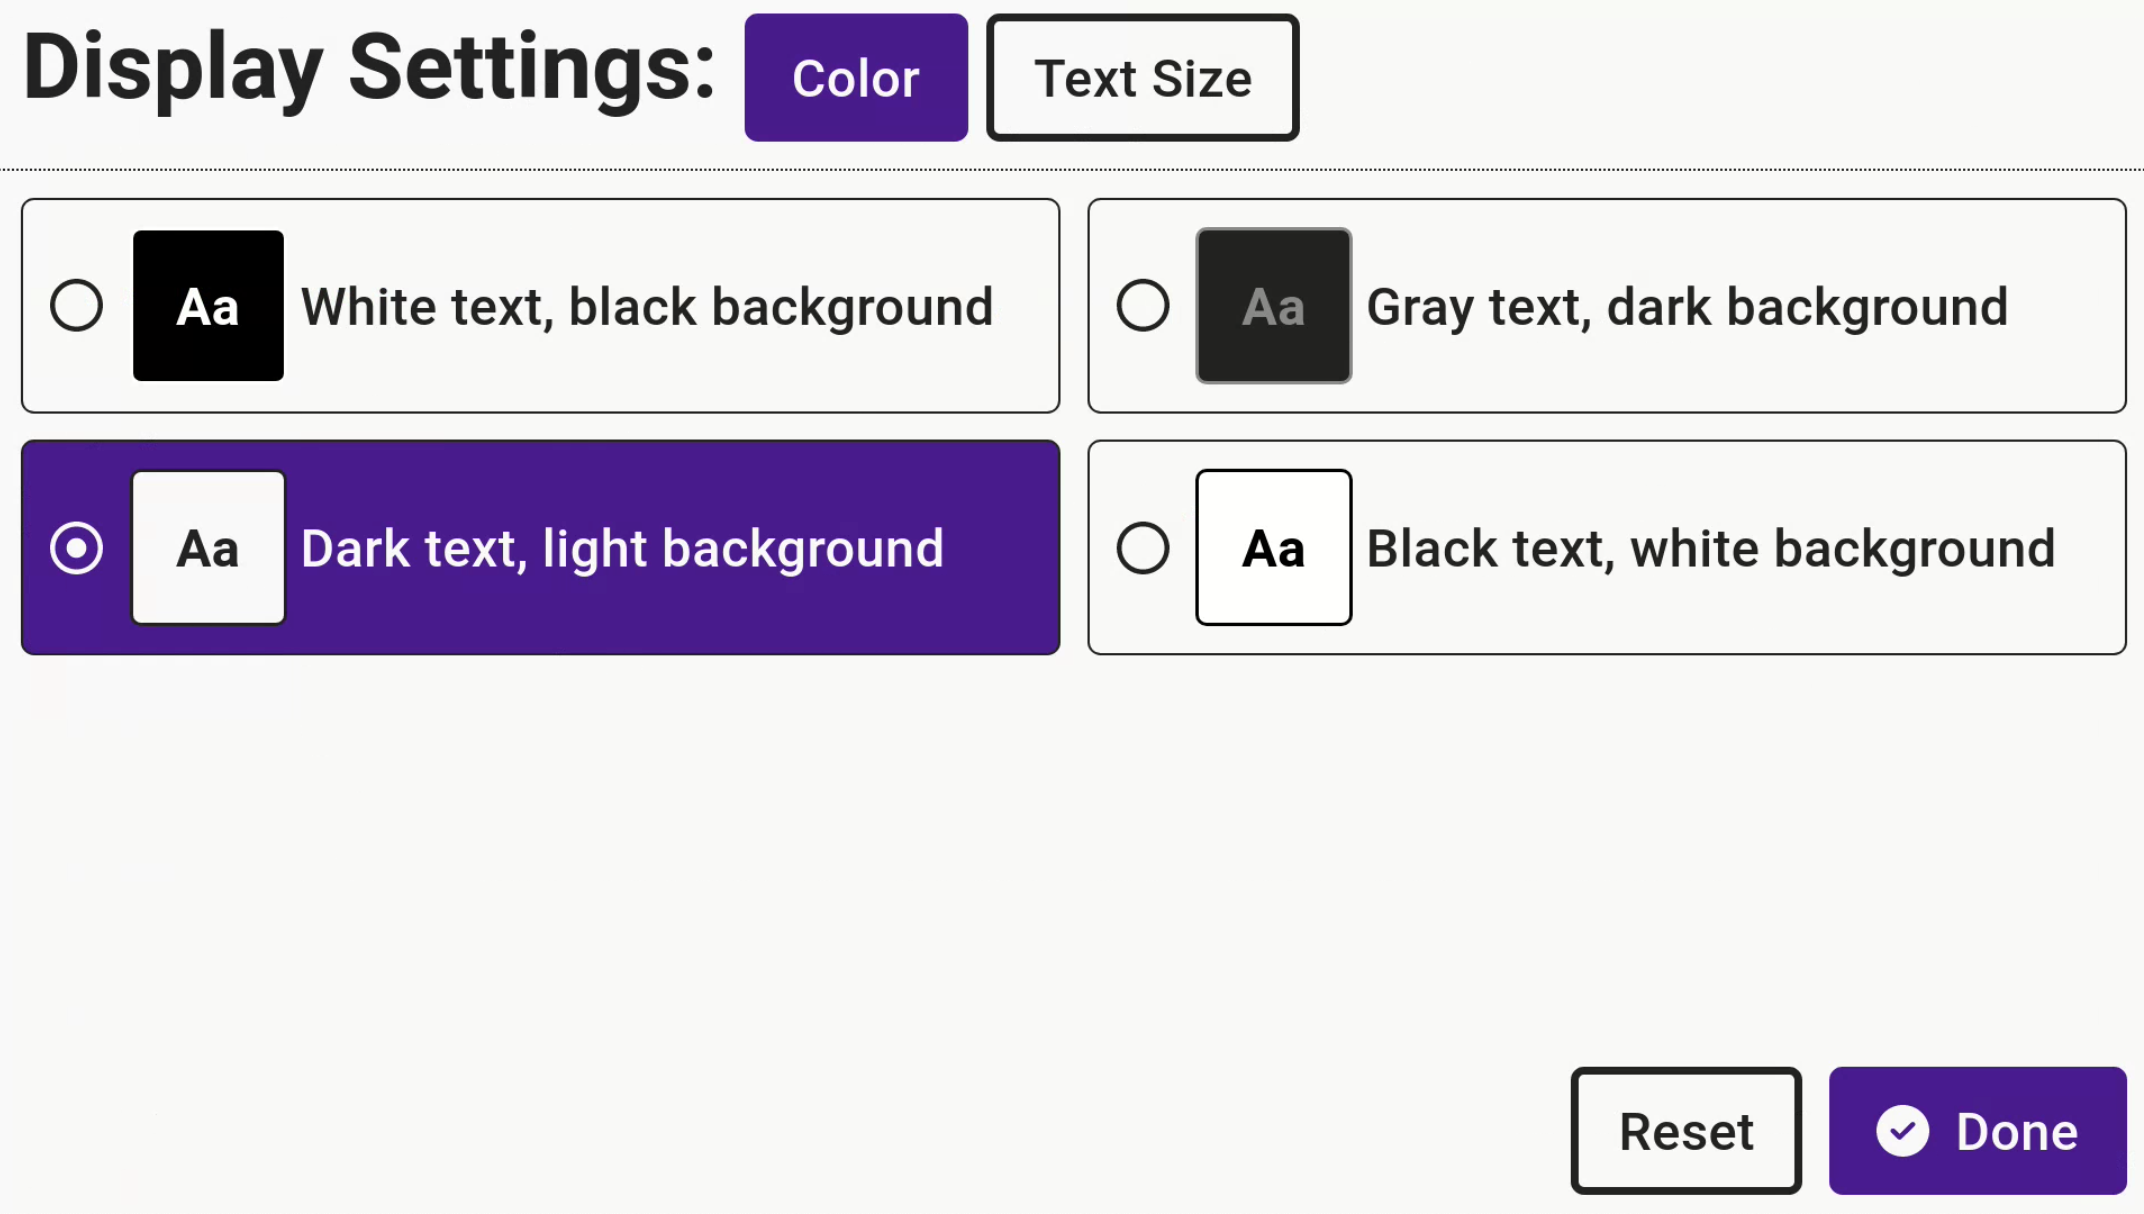 Display Settings: Color Text Size
Aa White text, black background
Aa Gray text, dark background
Aa Dark text, light background
Aa Black text, white background
Reset Done